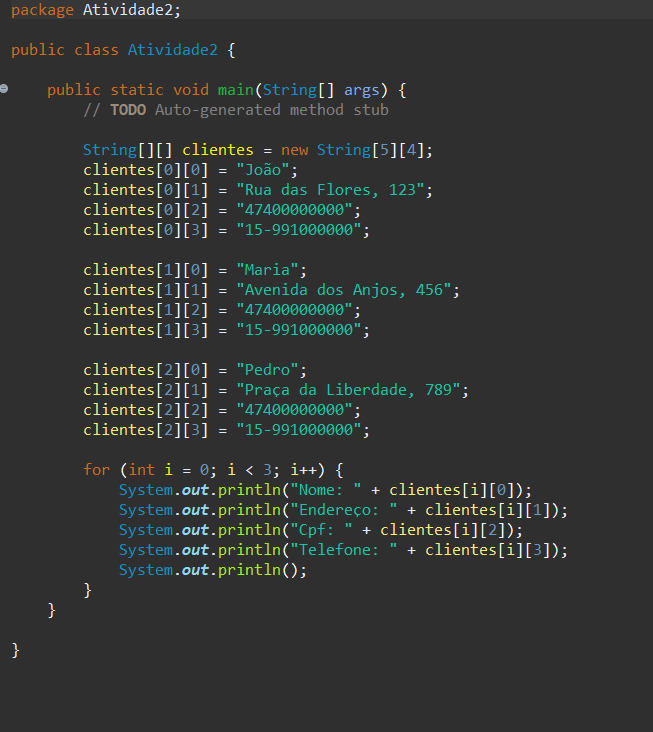 package Atividade2;
public class Atividade2 {
public static void main(String[] args) {
// TODO Auto-generated method stub
String[][] clientes = new String[5][4];
clientes[0][0] = "João";
clientes[0][1] = "Rua das Flores, 123";
clientes[0][2] = "47400000000";
clientes[0][3] = "15-991000000";
clientes[1][0] = "Maria";
clientes[1][1] = "Avenida dos Anjos, 456";
clientes[1][2] = "47400000000";
clientes[1][3] = "15-991000000";
clientes[2][0] = "Pedro";
clientes[2][1] = "Praça da Liberdade, 789";
clientes[2][2] = "47400000000";
clientes[2][3] = "15-991000000";
for (int i = 0; i < 3; i++) {
System.out.println("Nome: " + clientes[i][0]);
System.out.println("Endereço: " + clientes[i][1]);
System.out.println("Cpf: " + clientes[i][2]);
System.out.println("Telefone: " + clientes[i][3]);
System.out.println();
}
}
}